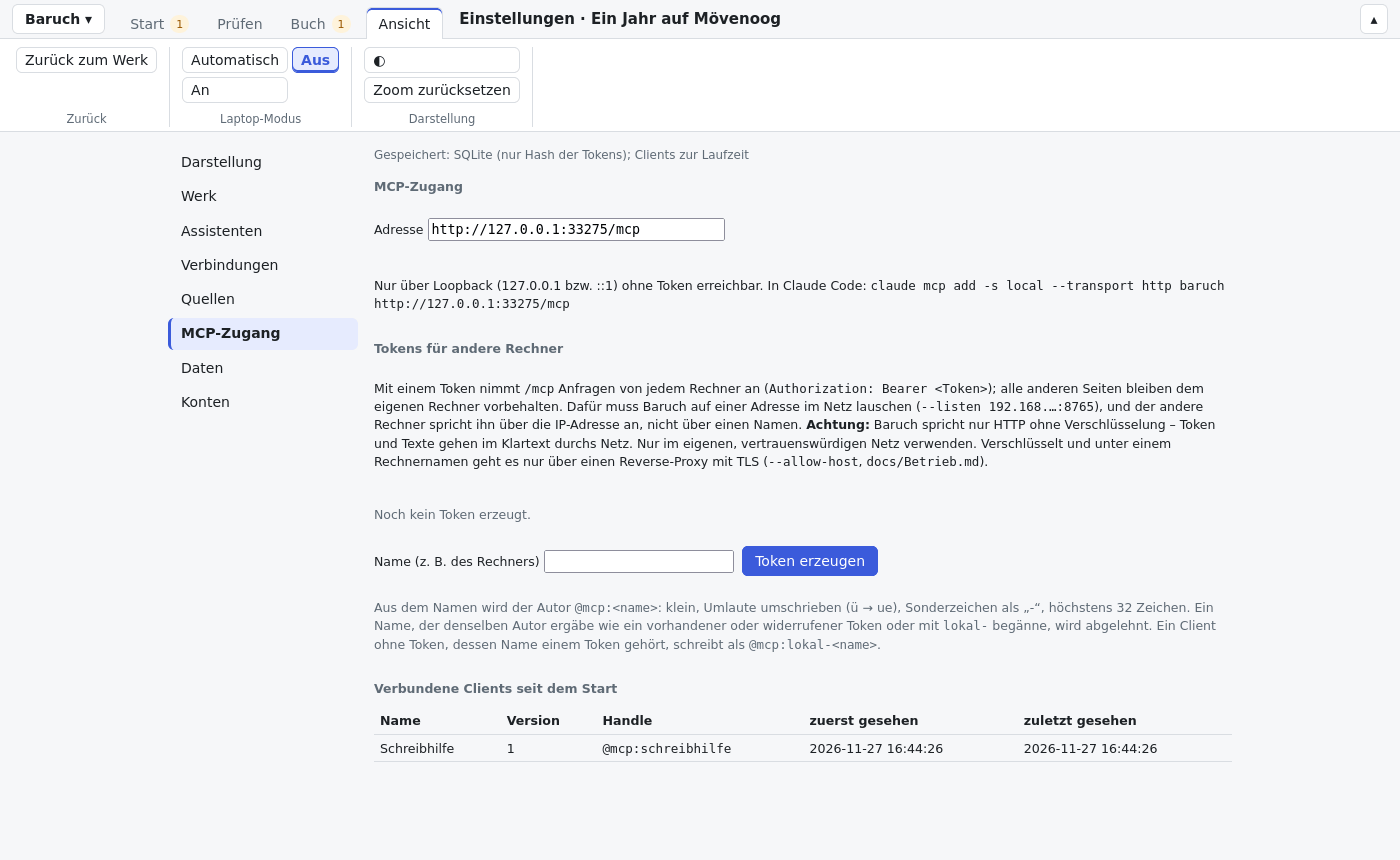 Baruch ▾
Start 1
Prüfen
Buch 1
Ansicht
Einstellungen · Ein Jahr auf Mövenoog
▴
Zurück zum Werk
Zurück
Automatisch
Aus
An
Laptop-Modus
◐
Zoom zurücksetzen
Darstellung
Darstellung
Werk
Assistenten
Verbindungen
Quellen
MCP-Zugang
Daten
Konten
Gespeichert: SQLite (nur Hash der Tokens); Clients zur Laufzeit
MCP-Zugang
Adresse http://127.0.0.1:33275/mcp
Nur über Loopback (127.0.0.1 bzw. ::1) ohne Token erreichbar. In Claude Code: claude mcp add -s local --transport http baruch
http://127.0.0.1:33275/mcp
Tokens für andere Rechner
Mit einem Token nimmt /mcp Anfragen von jedem Rechner an (Authorization: Bearer <Token>); alle anderen Seiten bleiben dem
eigenen Rechner vorbehalten. Dafür muss Baruch auf einer Adresse im Netz lauschen (--listen 192.168.…:8765), und der andere
Rechner spricht ihn über die IP-Adresse an, nicht über einen Namen. Achtung: Baruch spricht nur HTTP ohne Verschlüsselung – Token
und Texte gehen im Klartext durchs Netz. Nur im eigenen, vertrauenswürdigen Netz verwenden. Verschlüsselt und unter einem
Rechnernamen geht es nur über einen Reverse-Proxy mit TLS (--allow-host, docs/Betrieb.md).
Noch kein Token erzeugt.
Name (z. B. des Rechners)
Token erzeugen
Aus dem Namen wird der Autor @mcp:<name>: klein, Umlaute umschrieben (ü → ue), Sonderzeichen als „-“, höchstens 32 Zeichen. Ein
Name, der denselben Autor ergäbe wie ein vorhandener oder widerrufener Token oder mit lokal- begänne, wird abgelehnt. Ein Client
ohne Token, dessen Name einem Token gehört, schreibt als @mcp:lokal-<name>.
Verbundene Clients seit dem Start
Name Version Handle zuerst gesehen zuletzt gesehen
Schreibhilfe 1 @mcp:schreibhilfe 2026-11-27 16:44:26 2026-11-27 16:44:26